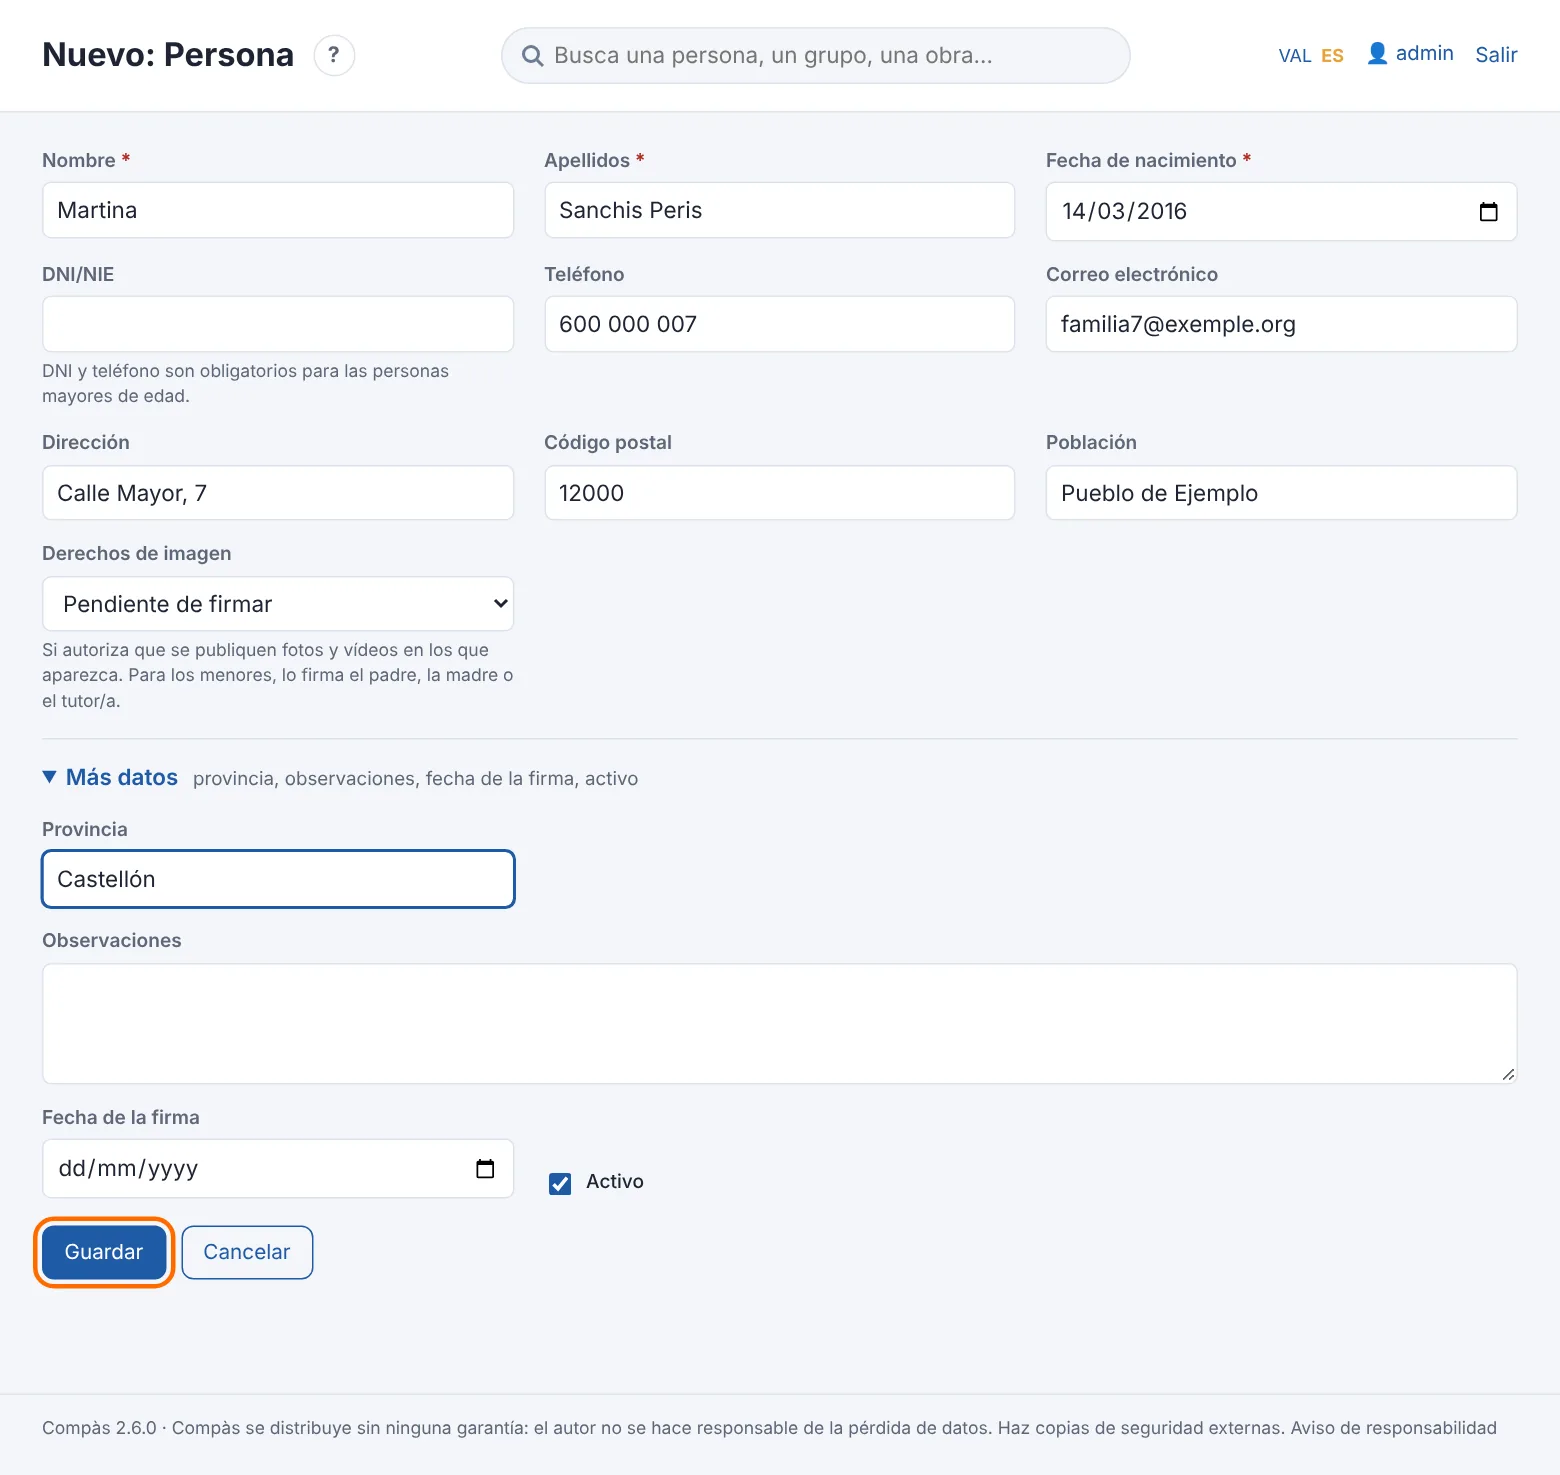 Nuevo: Persona
?
Busca una persona, un grupo, una obra...
VAL ES
admin
Salir
Nombre *
Apellidos *
Fecha de nacimiento *
Martina
Sanchis Peris
14/03/2016
DNI/NIE
Teléfono
Correo electrónico
600 000 007
familia7@exemple.org
DNI y teléfono son obligatorios para las personas
mayores de edad.
Dirección
Código postal
Población
Calle Mayor, 7
12000
Pueblo de Ejemplo
Derechos de imagen
Pendiente de firmar
Si autoriza que se publiquen fotos y vídeos en los que
aparezca. Para los menores, lo firma el padre, la madre o
el tutor/a.
Más datos provincia, observaciones, fecha de la firma, activo
Provincia
Castellón
Observaciones
Fecha de la firma
dd/mm/yyyy
Activo
Guardar
Cancelar
Compàs 2.6.0 · Compàs se distribuye sin ninguna garantía: el autor no se hace responsable de la pérdida de datos. Haz copias de seguridad externas. Aviso de responsabilidad